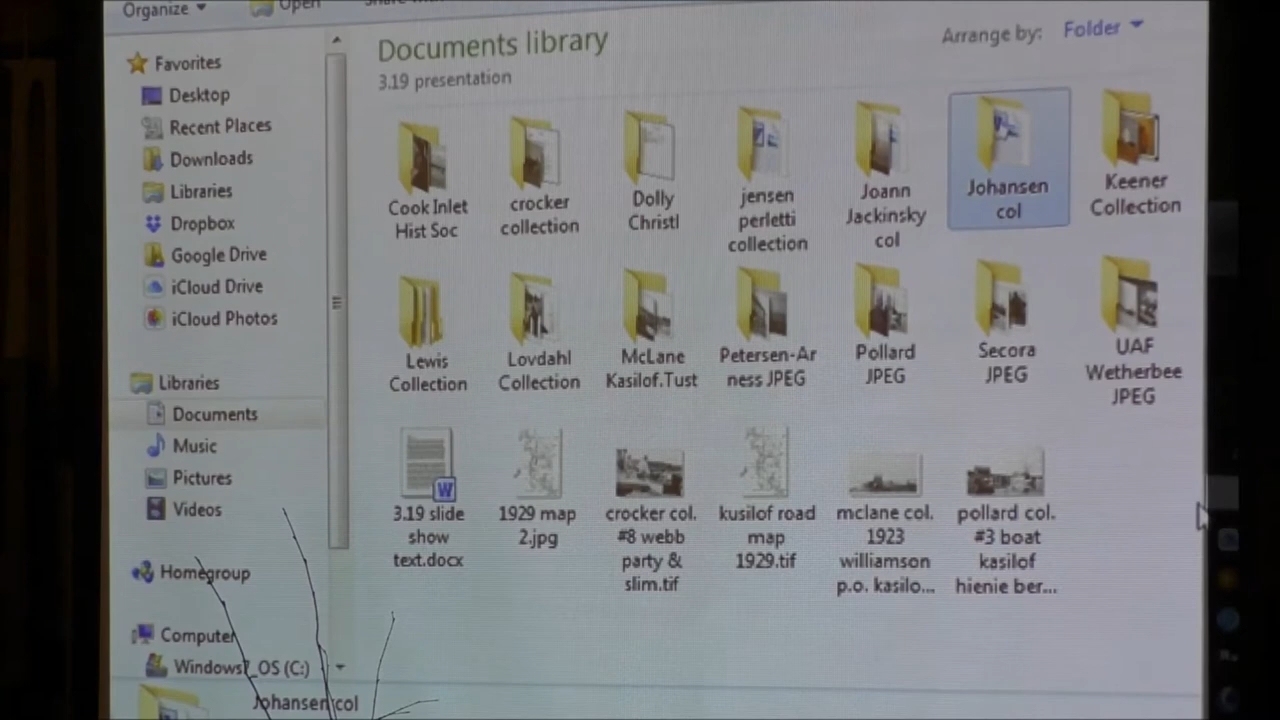 Organize
Open
Favorites
Desktop
Recent Places
Downloads
Libraries
Dropbox
Google Drive
iCloud Drive
iCloud Photos
Libraries
Documents
Music
Pictures
Videos
Homegroup
Computer
Windows7_OS (C:)
Documents library
3.19 presentation
Arrange by: Folder
Cook Inlet
Hist Soc
crocker
collection
Dolly
Christl
jensen
perletti
collection
Joann
Jackinsky
col
Johansen
col
Keener
Collection
Lewis
Collection
Lovdahl
Collection
McLane
Kasilof.Tust
Petersen-Ar
ness JPEG
Pollard
JPEG
Secora
JPEG
UAF
Wetherbee
JPEG
3.19 slide
show
text.docx
1929 map
2.jpg
crocker col.
#8 webb
party &
slim.tif
kusilof road
map
1929.tif
mclane col.
1923
williamson
p.o. kasilo...
pollard col.
#3 boat
kasilof
hienie ber...
Johansen col